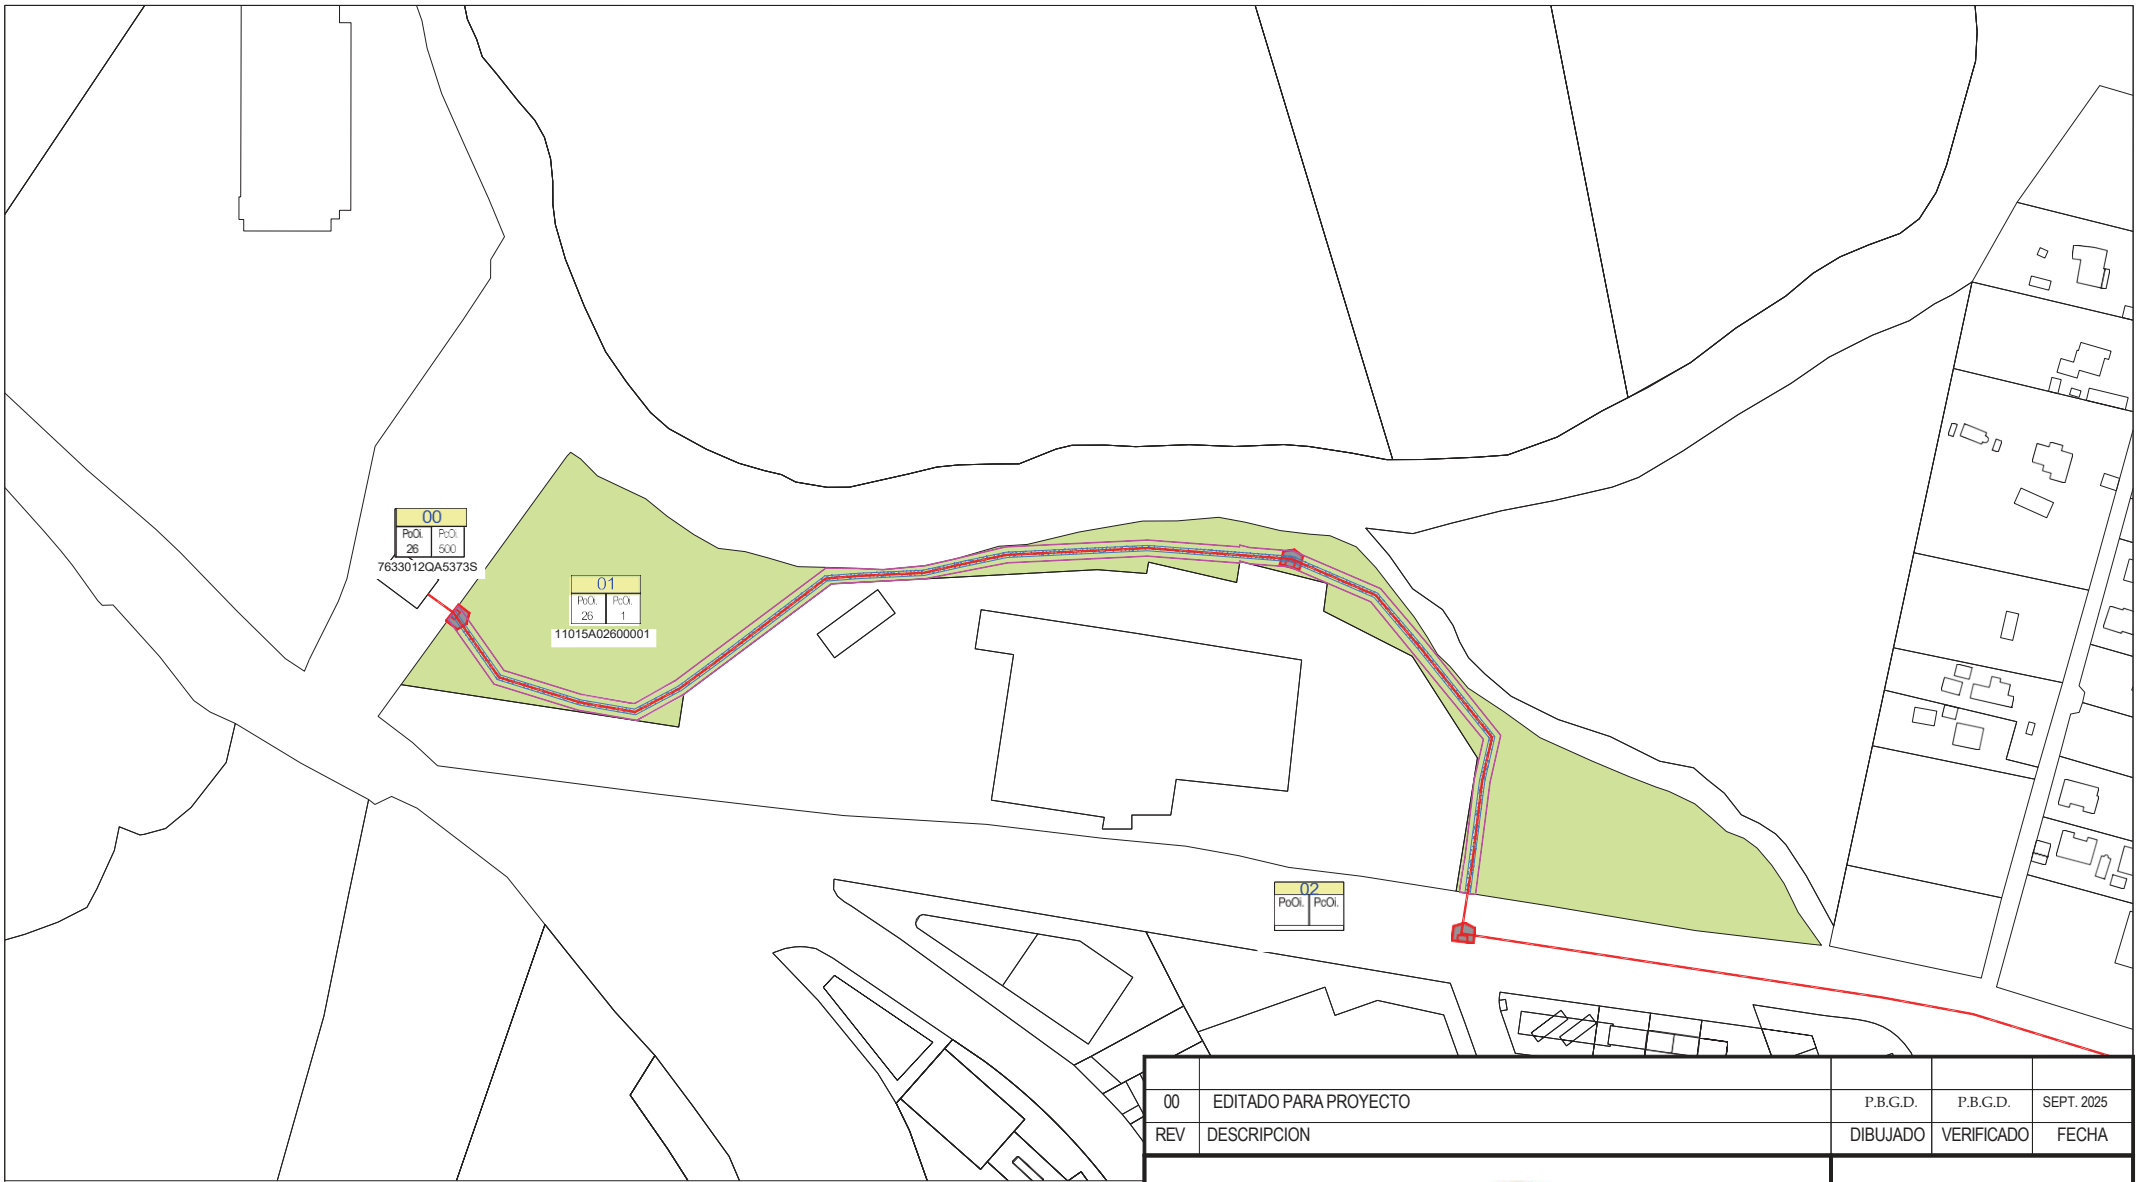 00
PoOi. PcOi.
26 500
7633012QA5373S
01
PoOi. PcOi.
26 1
11015A02600001
02
PoOi. PcOi.
00 EDITADO PARA PROYECTO P.B.G.D. P.B.G.D. SEPT. 2025
REV DESCRIPCION DIBUJADO VERIFICADO FECHA